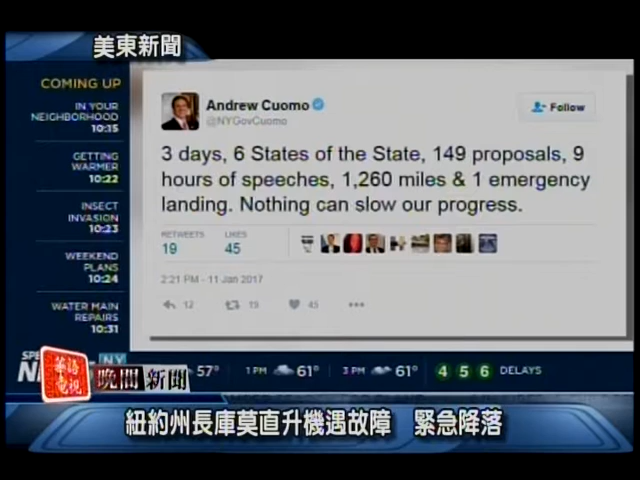 美東新聞
COMING UP
IN YOUR
NEIGHBORHOOD
10:15
GETTING
WARMER
10:22
INSECT
INVASION
10:23
WEEKEND
PLANS
10:24
WATER MAIN
REPAIRS
10:31
Andrew Cuomo
@NYGovCuomo
Follow
3 days, 6 States of the State, 149 proposals, 9
hours of speeches, 1,260 miles & 1 emergency
landing. Nothing can slow our progress.
RETWEETS
19
LIKES
45
2:21 PM - 11 Jan 2017
12
19
45
NY
華語
電視
晚間新聞
57°
1 PM 61°
3 PM 61°
4 5 6 DELAYS
紐約州長庫莫直升機遇故障 緊急降落